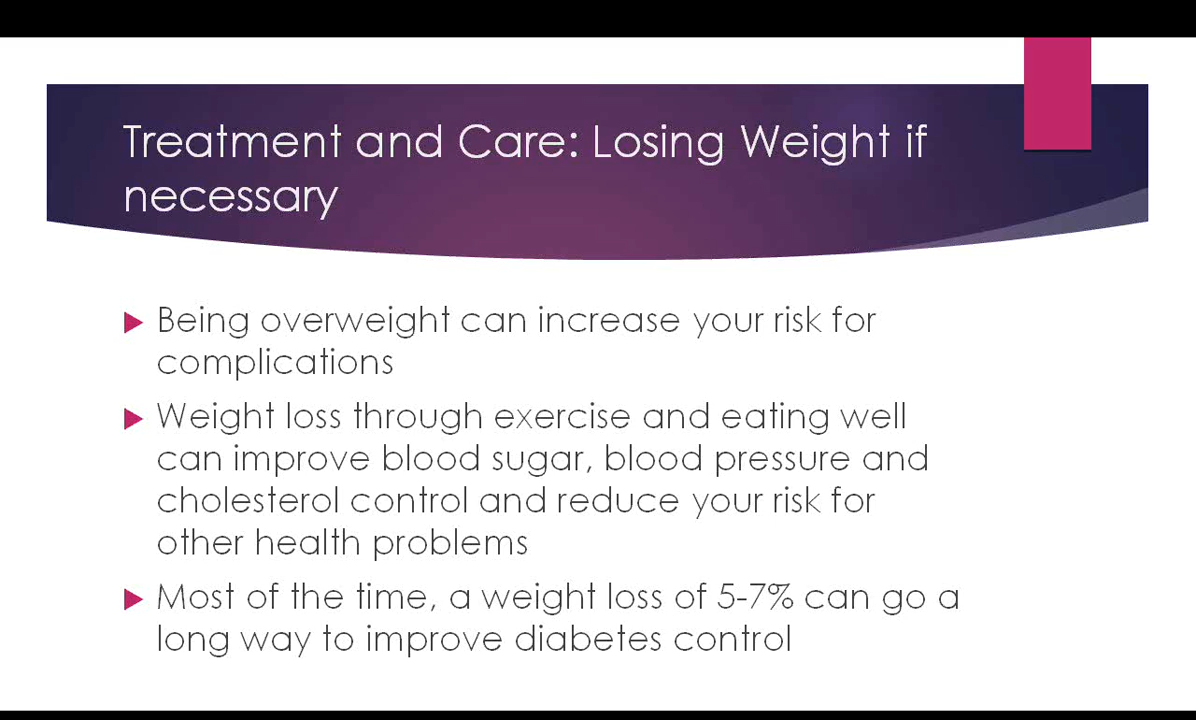 Treatment and Care: Losing Weight if
necessary
Being overweight can increase your risk for
complications
Weight loss through exercise and eating well
can improve blood sugar, blood pressure and
cholesterol control and reduce your risk for
other health problems
Most of the time, a weight loss of 5-7% can go a
long way to improve diabetes control